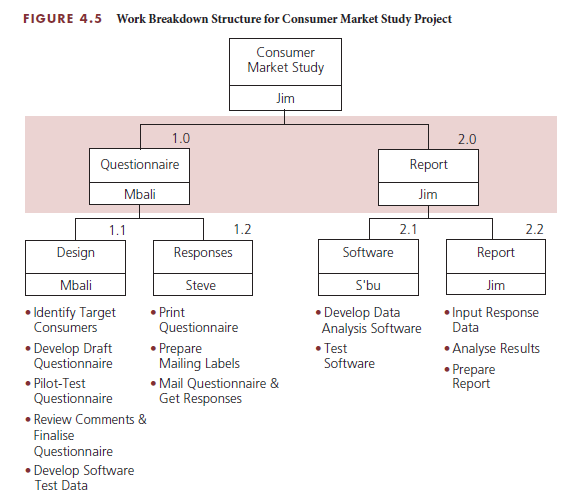 FIGURE 4.5 Work Breakdown Structure for Consumer Market Study Project
Consumer
Market Study
Jim
1.0
2.0
Questionnaire
Mbali
Report
Jim
1.1
1.2
2.1
2.2
Design
Mbali
Responses
Steve
Software
S'bu
Report
Jim
• Identify Target
Consumers
• Develop Draft
Questionnaire
• Pilot-Test
Questionnaire
• Review Comments &
Finalise
Questionnaire
• Develop Software
Test Data
• Print
Questionnaire
• Prepare
Mailing Labels
• Mail Questionnaire &
Get Responses
• Develop Data
Analysis Software
• Test
Software
• Input Response
Data
• Analyse Results
• Prepare
Report